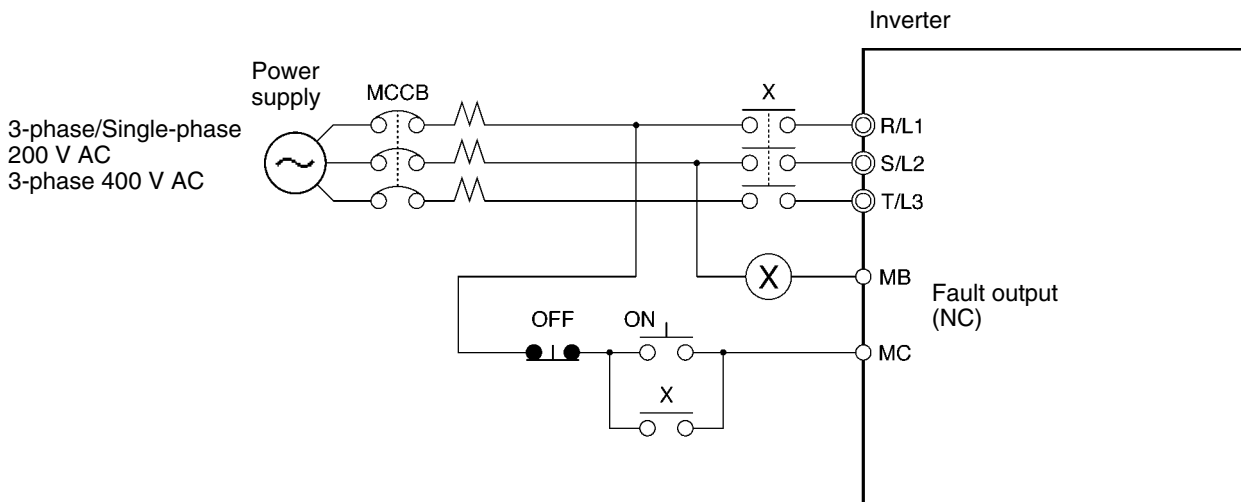 Inverter
Power
supply
MCCB
X
3-phase/Single-phase
200 V AC
3-phase 400 V AC
R/L1
S/L2
T/L3
X
MB
Fault output
(NC)
OFF
ON
MC
X